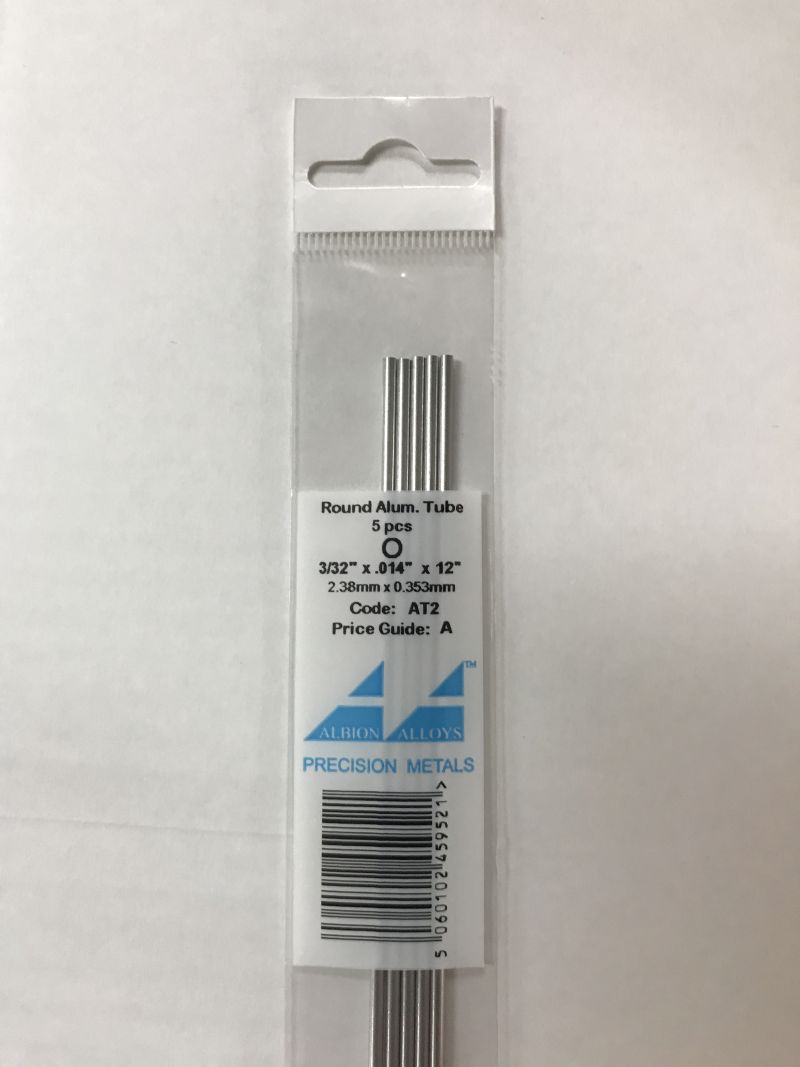 Round Alum. Tube
5 pcs
3/32" x .014" x 12"
2.38mm x 0.353mm
Code: AT2
Price Guide: A
TM
ALBION ALLOYS
PRECISION METALS
5 060102 459521 >